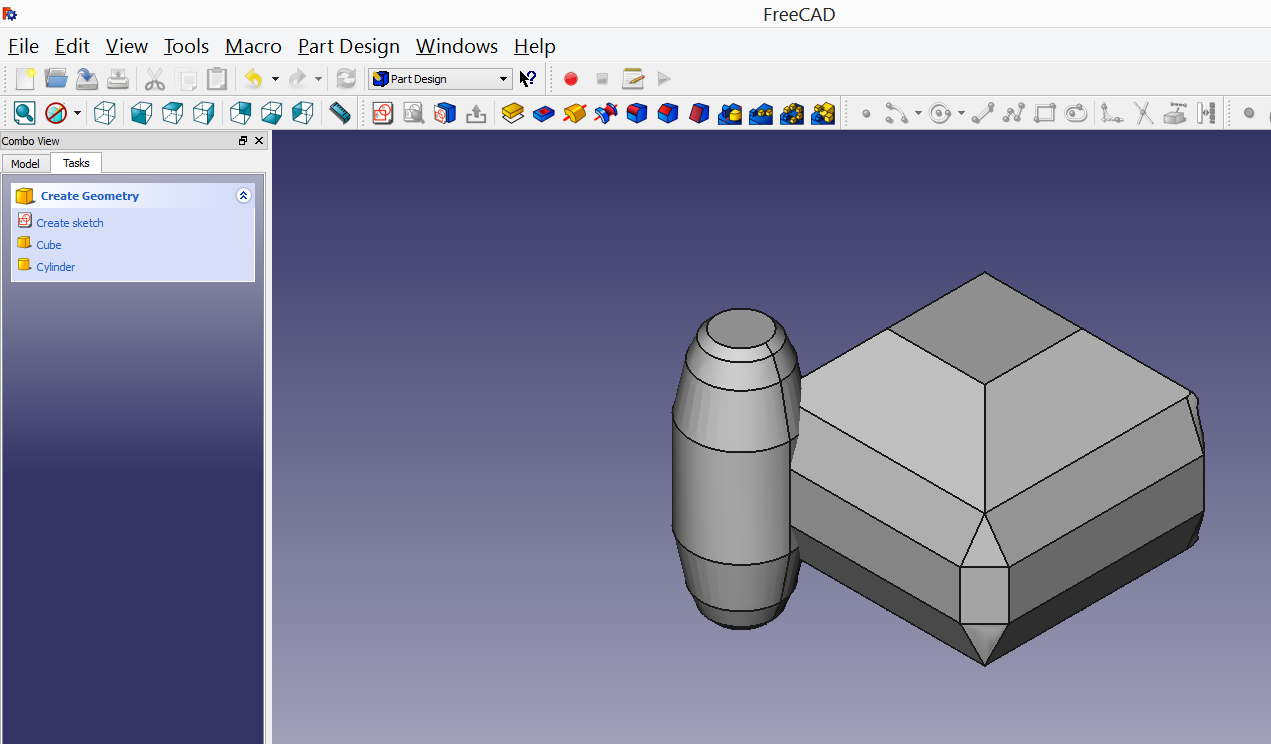 FreeCAD
File Edit View Tools Macro Part Design Windows Help
Part Design
Combo View
Model Tasks
Create Geometry
Create sketch
Cube
Cylinder